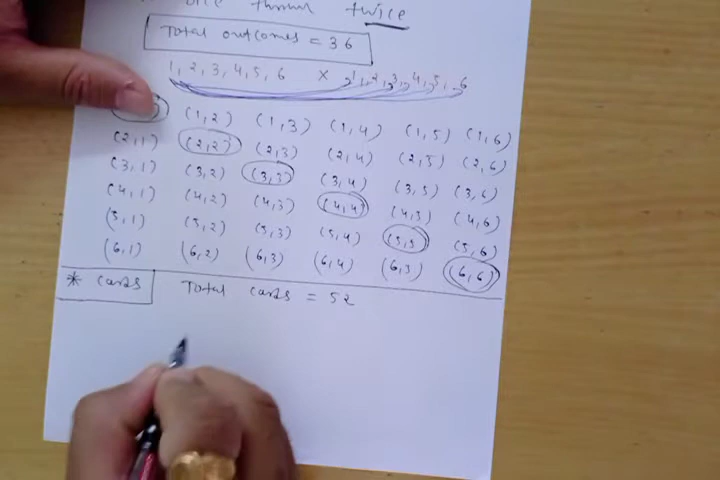 twice
Total outcomes = 36
1, 2, 3, 4, 5, 6 × 1, 2, 3, 4, 5, 6
(1,2) (1,3) (1,4) (1,5) (1,6)
(2,1) (2,2) (2,3) (2,4) (2,5) (2,6)
(3,1) (3,2) (3,3) (3,4) (3,5) (3,6)
(4,1) (4,2) (4,3) (4,4) (4,5) (4,6)
(5,1) (5,2) (5,3) (5,4) (5,5) (5,6)
(6,1) (6,2) (6,3) (6,4) (6,5) (6,6)
* cards Total cards = 52